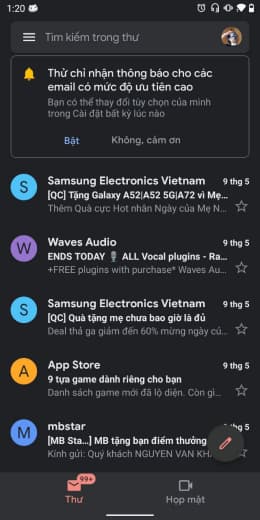 1:20
Tìm kiếm trong thư
Thử chỉ nhận thông báo cho các
email có mức độ ưu tiên cao
Bạn có thể thay đổi tùy chọn của mình
trong Cài đặt bất kỳ lúc nào
Bật Không, cảm ơn
S Samsung Electronics Vietnam 9 thg 5
[QC] Tặng Galaxy A52|A52 5G|A72 vì Mẹ...
Thêm Quà cực Hot nhân Ngày của Mẹ N...
W Waves Audio 9 thg 5
ENDS TODAY 🎙 ALL Vocal plugins - Ra...
+FREE plugins with purchase* Waves Au...
S Samsung Electronics Vietnam 9 thg 5
[QC] Quà tặng mẹ chưa bao giờ là đủ
Deal thả ga giảm đến 60% mừng ngày củ...
A App Store 9 thg 5
9 tựa game dành riêng cho bạn
Danh sách game mới đã lộ diện. Còn gì...
M mbstar 9 thg 5
[MB Sta...] MB tặng bạn điểm thưởng
Kính gửi: Quý khách NGUYEN VAN KH
99+
Thư Họp mặt